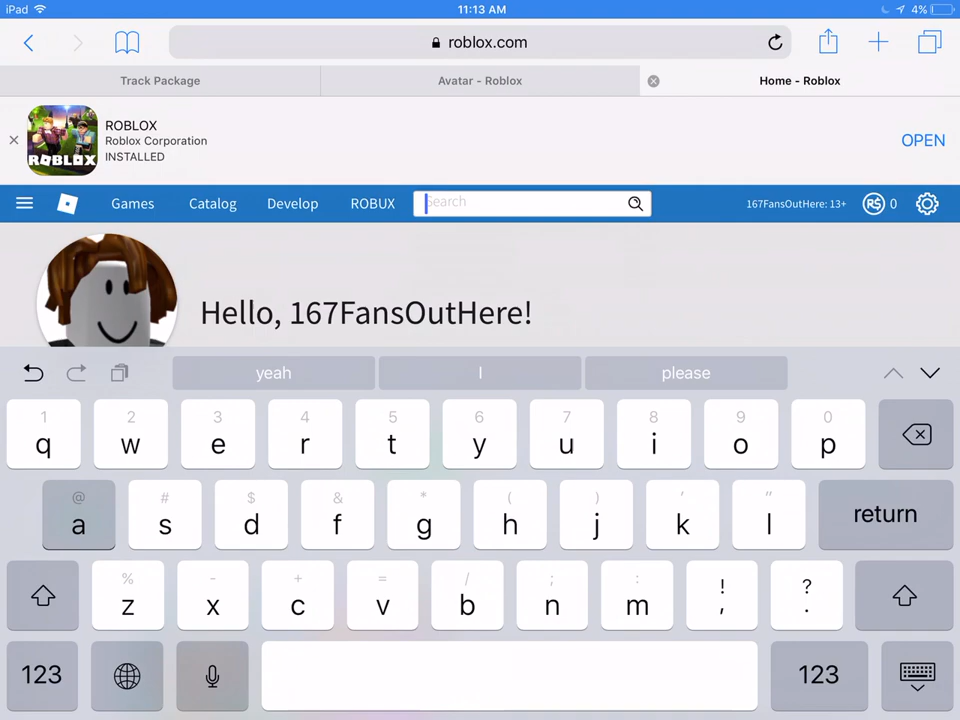 iPad 11:13 AM 4%
roblox.com
Track Package Avatar - Roblox Home - Roblox
ROBLOX
ROBLOX
Roblox Corporation
INSTALLED
OPEN
Games Catalog Develop ROBUX Search 167FansOutHere: 13+ R$ 0
Hello, 167FansOutHere!
yeah I please
1 2 3 4 5 6 7 8 9 0
q w e r t y u i o p
@ # $ & * ( ) ' "
a s d f g h j k l return
% - + = / ; : ! ?
z x c v b n m , .
123 123